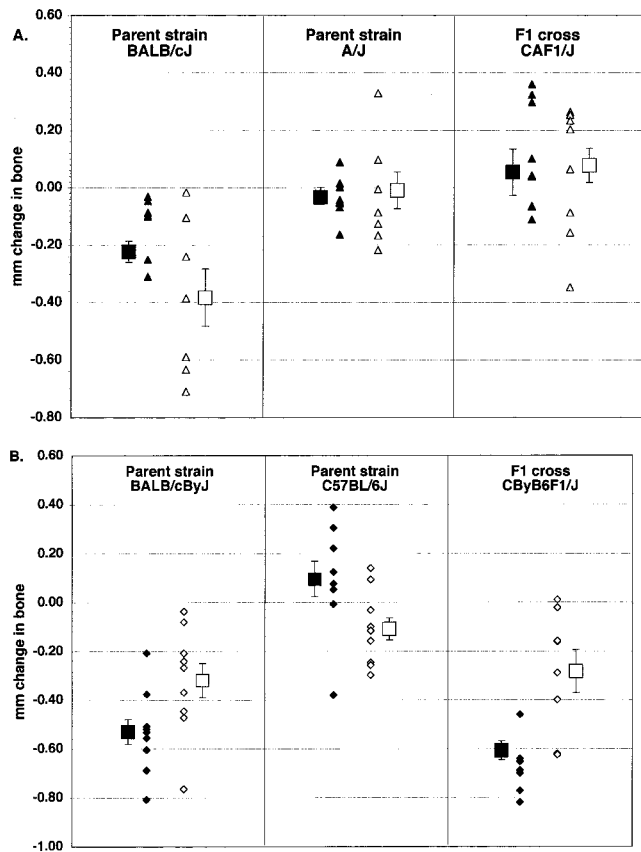 A.
Parent strain
BALB/cJ
Parent strain
A/J
F1 cross
CAF1/J
mm change in bone
0.60
0.40
0.20
0.00
-0.20
-0.40
-0.60
-0.80
B.
Parent strain
BALB/cByJ
Parent strain
C57BL/6J
F1 cross
CByB6F1/J
mm change in bone
0.60
0.40
0.20
0.00
-0.20
-0.40
-0.60
-0.80
-1.00